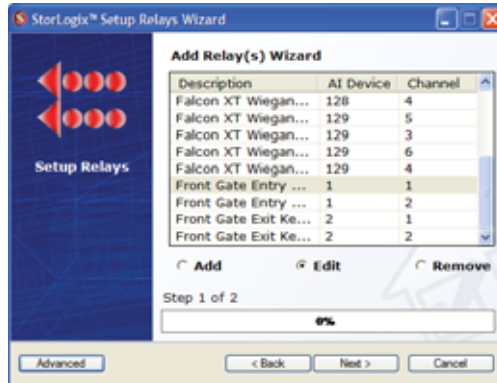 StorLogix™ Setup Relays Wizard
Add Relay(s) Wizard
Description AI Device Channel
Falcon XT Wiegan... 128 4
Falcon XT Wiegan... 129 5
Falcon XT Wiegan... 129 3
Falcon XT Wiegan... 129 6
Falcon XT Wiegan... 129 4
Front Gate Entry ... 1 1
Front Gate Entry ... 1 2
Front Gate Exit Ke... 2 1
Front Gate Exit Ke... 2 2
Setup Relays
Add Edit Remove
Step 1 of 2
0%
Advanced < Back Next > Cancel